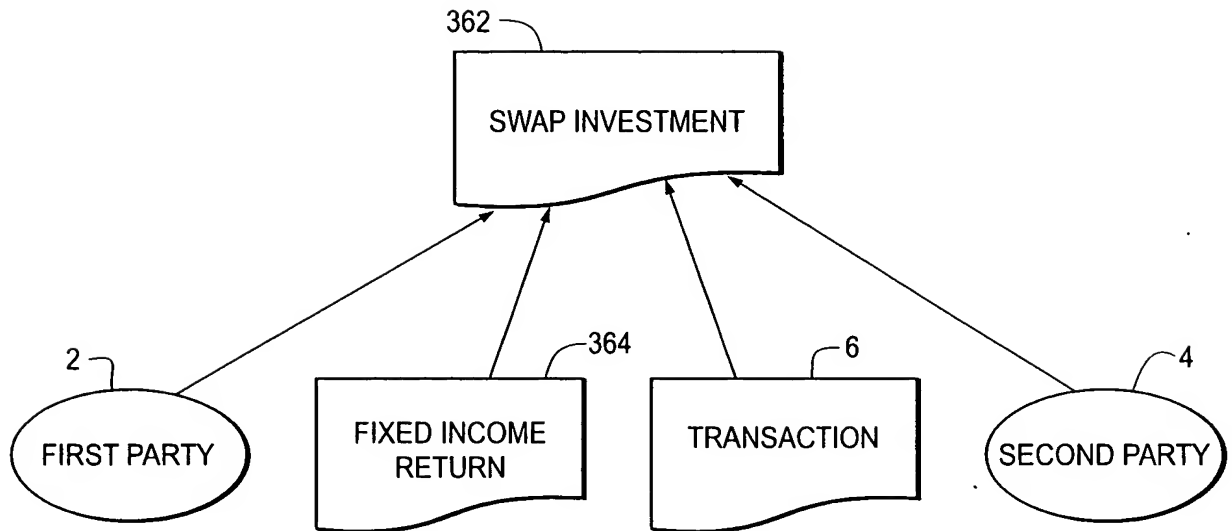 362
SWAP INVESTMENT
2
364
6
4
FIRST PARTY
FIXED INCOME
RETURN
TRANSACTION
SECOND PARTY